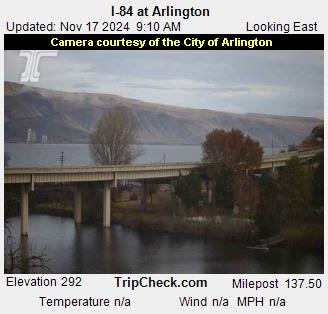 I-84 at Arlington
Updated: Nov 17 2024 9:10 AM Looking East
Camera courtesy of the City of Arlington
Elevation 292 TripCheck.com Milepost 137.50
Temperature n/a Wind n/a MPH n/a